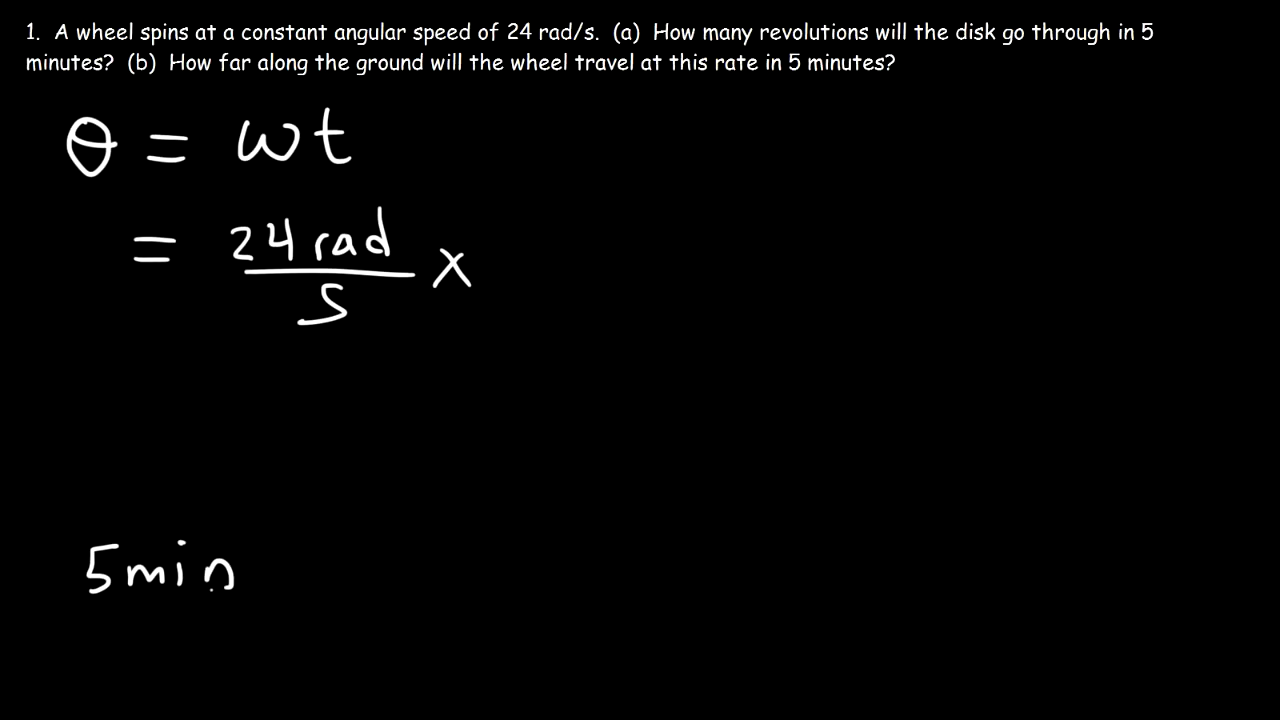 1. A wheel spins at a constant angular speed of 24 rad/s. (a) How many revolutions will the disk go through in 5
minutes? (b) How far along the ground will the wheel travel at this rate in 5 minutes?
θ = ωt
= 24 rad / s x
5 min